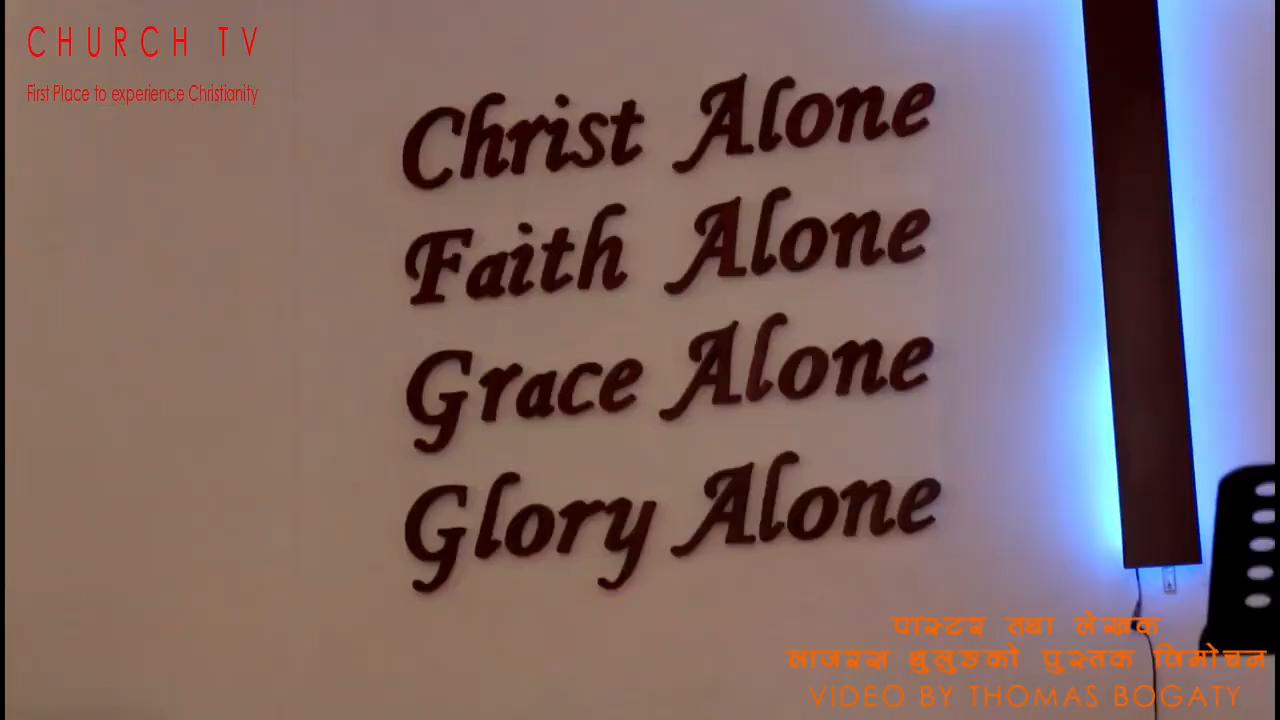 CHURCH TV
First Place to experience Christianity
Christ Alone
Faith Alone
Grace Alone
Glory Alone
पास्टर तथा लेखक
लाजरस थुलुङको पुस्तक विमोचन
VIDEO BY THOMAS BOGATY